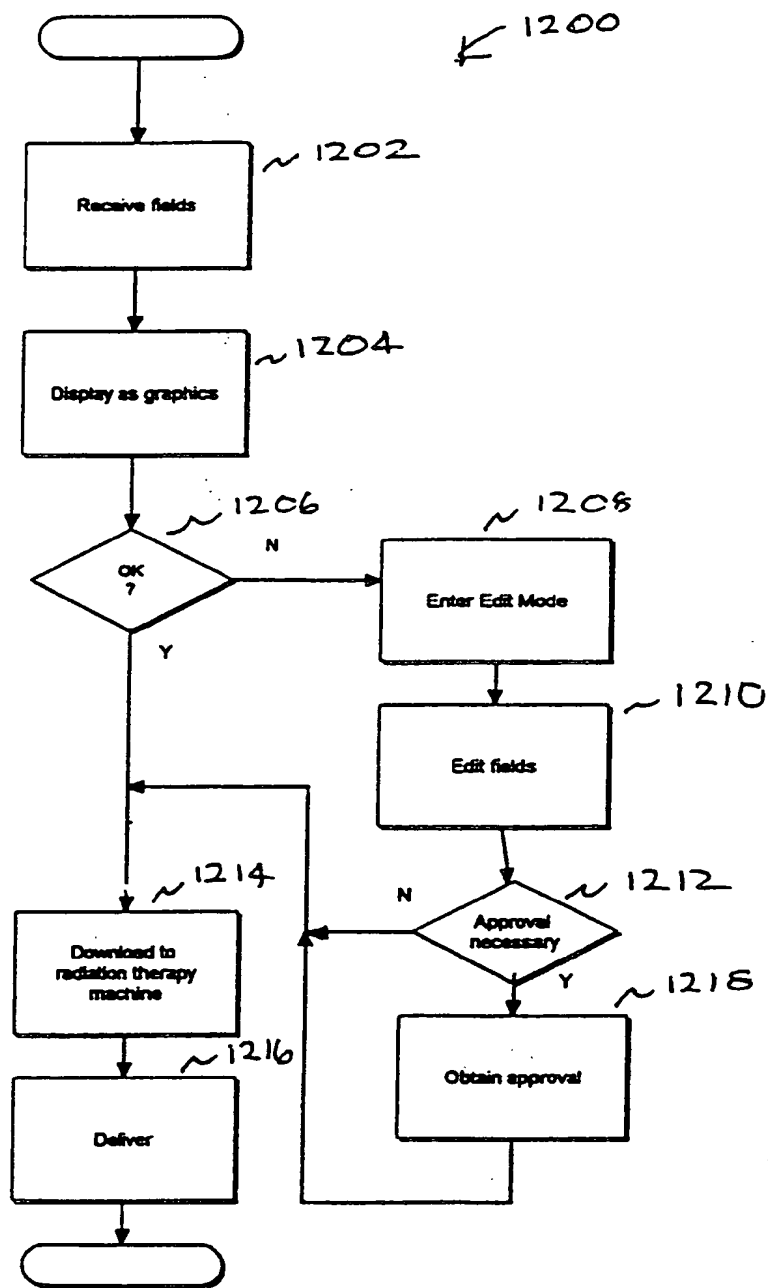 1200
1202
Receive fields
1204
Display as graphics
1206
OK
?
N
Y
1208
Enter Edit Mode
1210
Edit fields
1212
Approval
necessary
N
Y
1214
Download to
radiation therapy
machine
1218
Obtain approval
1216
Deliver